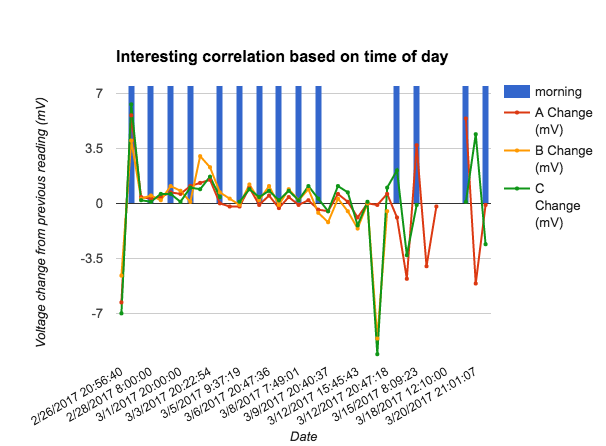 Interesting correlation based on time of day
Voltage change from previous reading (mV)
7
3.5
0
-3.5
-7
morning
A Change
(mV)
B Change
(mV)
C
Change
(mV)
2/26/2017 20:56:40
2/28/2017 8:00:00
3/1/2017 20:00:00
3/3/2017 20:22:54
3/5/2017 9:37:19
3/6/2017 20:47:36
3/8/2017 7:49:01
3/9/2017 20:40:37
3/12/2017 15:45:43
3/12/2017 20:47:18
3/15/2017 8:09:23
3/18/2017 12:10:00
3/20/2017 21:01:07
Date